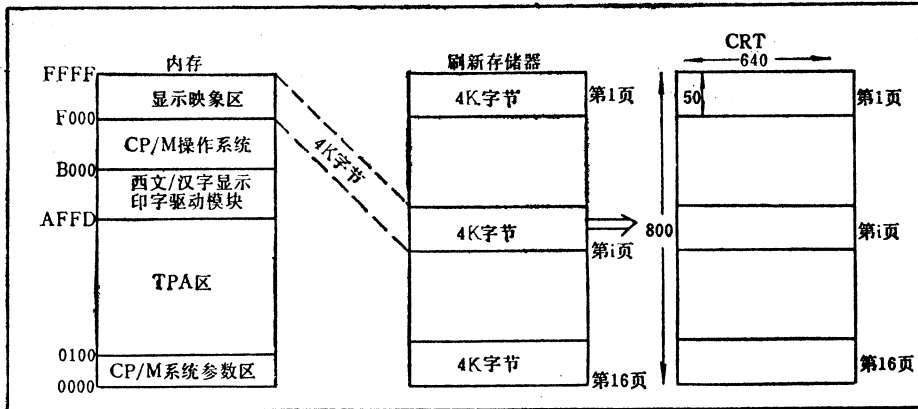 内存
FFFF
显示映象区
F000
CP/M操作系统
B000
西文/汉字显示
印字驱动模块
AFFD
TPA区
0100
CP/M系统参数区
0000
4K字节
刷新存储器
4K字节
第1页
4K字节
第i页
4K字节
第16页
CRT
640
50
第1页
800
第i页
第16页